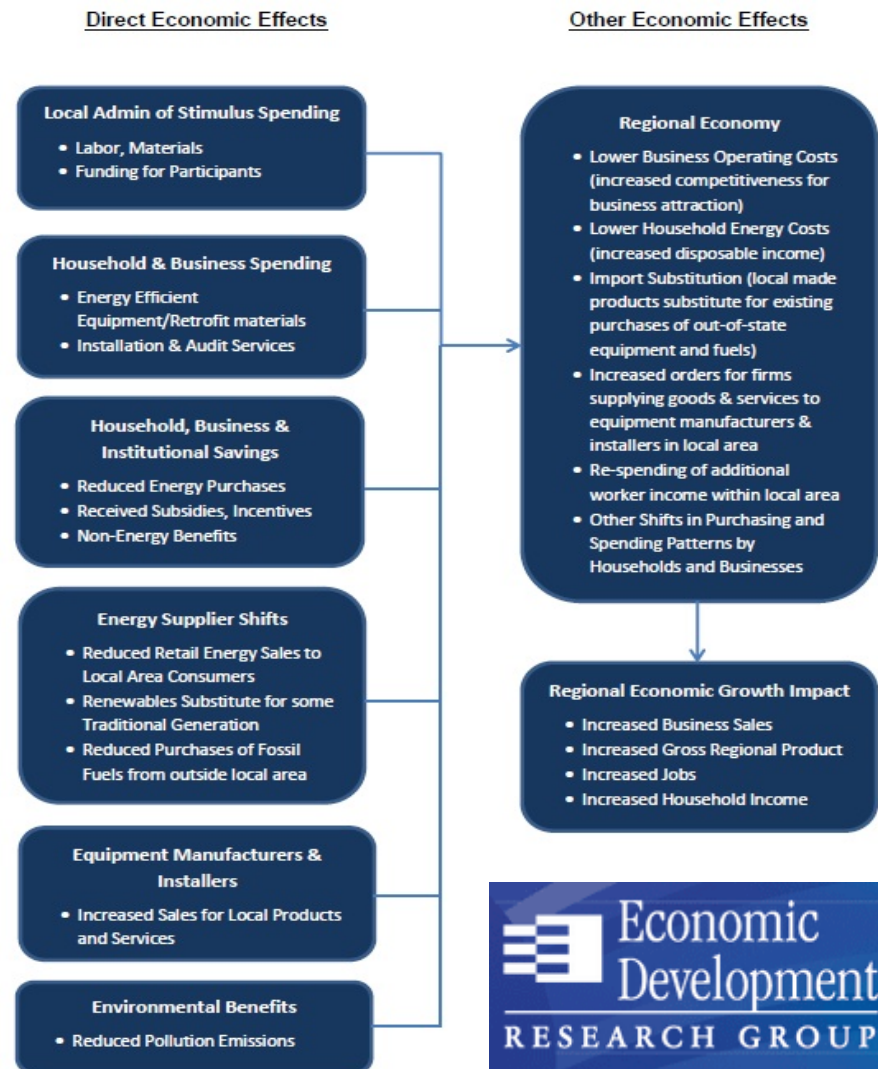 Direct Economic Effects
Local Admin of Stimulus Spending
• Labor, Materials
• Funding for Participants
Household & Business Spending
• Energy Efficient
Equipment/Retrofit materials
• Installation & Audit Services
Household, Business &
Institutional Savings
• Reduced Energy Purchases
• Received Subsidies, Incentives
• Non-Energy Benefits
Energy Supplier Shifts
• Reduced Retail Energy Sales to
Local Area Consumers
• Renewables Substitute for some
Traditional Generation
• Reduced Purchases of Fossil
Fuels from outside local area
Equipment Manufacturers &
Installers
• Increased Sales for Local Products
and Services
Environmental Benefits
• Reduced Pollution Emissions
Other Economic Effects
Regional Economy
• Lower Business Operating Costs
(increased competitiveness for
business attraction)
• Lower Household Energy Costs
(increased disposable income)
• Import Substitution (local made
products substitute for existing
purchases of out-of-state
equipment and fuels)
• Increased orders for firms
supplying goods & services to
equipment manufacturers &
installers in local area
• Re-spending of additional
worker income within local area
• Other Shifts in Purchasing and
Spending Patterns by
Households and Businesses
Regional Economic Growth Impact
• Increased Business Sales
• Increased Gross Regional Product
• Increased Jobs
• Increased Household Income
Economic
Development
RESEARCH GROUP